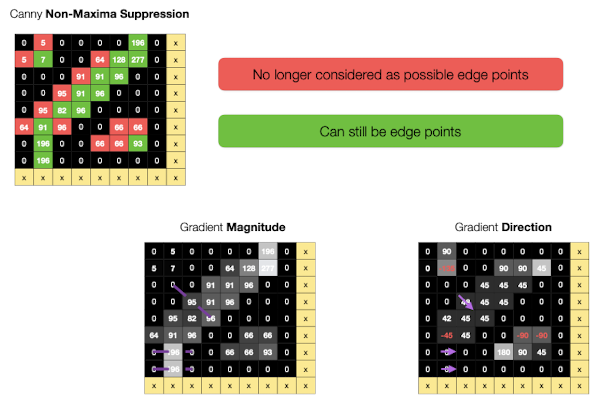 Canny Non-Maxima Suppression
0 5 0 0 0 0 196 0 x
5 7 0 0 64 128 277 0 x
0 0 0 91 91 96 0 0 x
0 0 95 91 96 0 0 0 x
0 95 82 96 0 0 0 0 x
64 91 96 0 0 66 66 0 x
0 196 0 0 66 66 93 0 x
0 196 0 0 0 0 0 0 x
x x x x x x x x x
No longer considered as possible edge points
Can still be edge points
Gradient Magnitude
0 5 0 0 0 0 196 0 x
5 7 0 0 64 128 277 0 x
0 0 0 91 91 96 0 0 x
0 0 95 91 96 0 0 0 x
0 95 82 96 0 0 0 0 x
64 91 96 0 0 66 66 0 x
0 196 0 0 66 66 93 0 x
0 196 0 0 0 0 0 0 x
x x x x x x x x x
Gradient Direction
0 90 0 0 0 0 0 0 x
0 0 0 90 90 45 0 x
0 0 0 45 45 45 0 0 x
0 0 45 45 0 0 0 x
0 42 45 45 0 0 0 0 x
0 -45 45 0 0 -90 -90 0 x
0 0 0 0 180 90 45 0 x
0 0 0 0 0 0 0 0 x
x x x x x x x x x